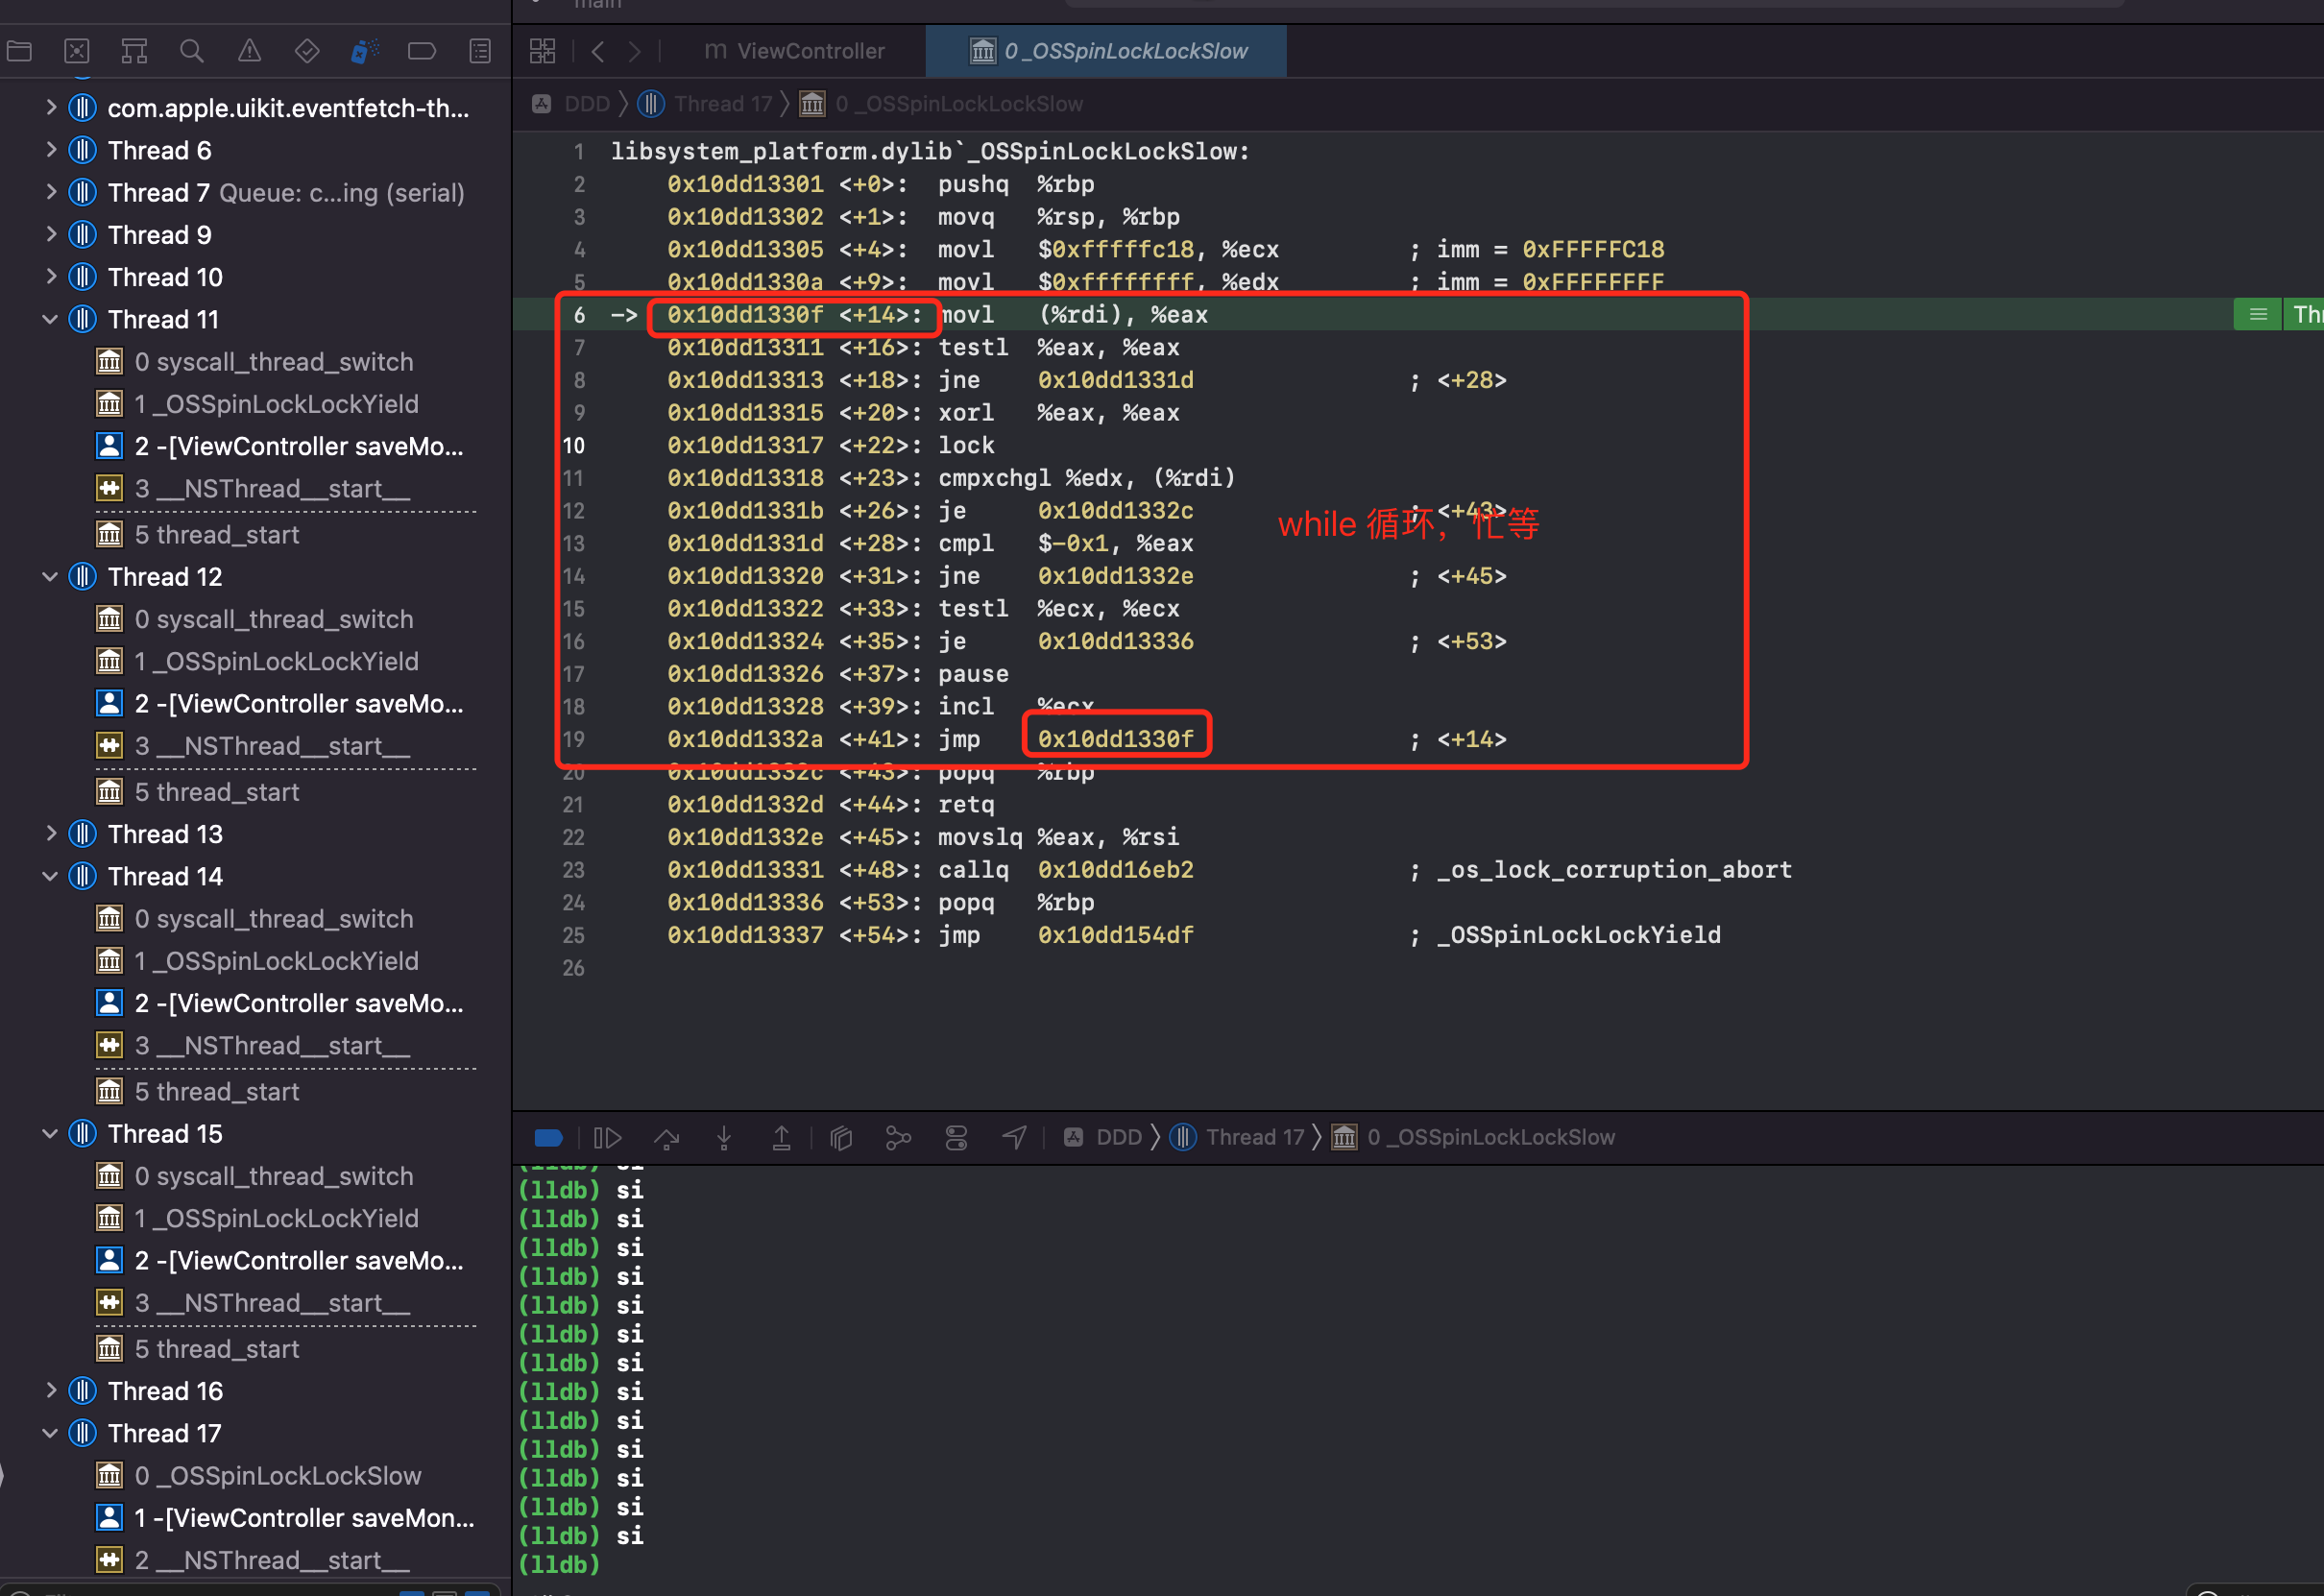 main
ViewController
0 _OSSpinLockLockSlow
DDD
Thread 17
0 _OSSpinLockLockSlow
com.apple.uikit.eventfetch-th...
Thread 6
Thread 7 Queue: c...ing (serial)
Thread 9
Thread 10
Thread 11
0 syscall_thread_switch
1 _OSSpinLockLockYield
2 -[ViewController saveMo...
3 __NSThread__start__
5 thread_start
Thread 12
0 syscall_thread_switch
1 _OSSpinLockLockYield
2 -[ViewController saveMo...
3 __NSThread__start__
5 thread_start
Thread 13
Thread 14
0 syscall_thread_switch
1 _OSSpinLockLockYield
2 -[ViewController saveMo...
3 __NSThread__start__
5 thread_start
Thread 15
0 syscall_thread_switch
1 _OSSpinLockLockYield
2 -[ViewController saveMo...
3 __NSThread__start__
5 thread_start
Thread 16
Thread 17
0 _OSSpinLockLockSlow
1 -[ViewController saveMon...
2 __NSThread__start__
1 libsystem_platform.dylib`_OSSpinLockLockSlow:
2 0x10dd13301 <+0>: pushq %rbp
3 0x10dd13302 <+1>: movq %rsp, %rbp
4 0x10dd13305 <+4>: movl $0xfffffc18, %ecx ; imm = 0xFFFFFC18
5 0x10dd1330a <+9>: movl $0xffffffff, %edx ; imm = 0xFFFFFFFF
6 -> 0x10dd1330f <+14>: movl (%rdi), %eax
7 0x10dd13311 <+16>: testl %eax, %eax
8 0x10dd13313 <+18>: jne 0x10dd1331d ; <+28>
9 0x10dd13315 <+20>: xorl %eax, %eax
10 0x10dd13317 <+22>: lock
11 0x10dd13318 <+23>: cmpxchgl %edx, (%rdi)
12 0x10dd1331b <+26>: je 0x10dd1332c ; <+43>
while 循环，忙等
13 0x10dd1331d <+28>: cmpl $-0x1, %eax
14 0x10dd13320 <+31>: jne 0x10dd1332e ; <+45>
15 0x10dd13322 <+33>: testl %ecx, %ecx
16 0x10dd13324 <+35>: je 0x10dd13336 ; <+53>
17 0x10dd13326 <+37>: pause
18 0x10dd13328 <+39>: incl %ecx
19 0x10dd1332a <+41>: jmp 0x10dd1330f ; <+14>
20 0x10dd1332c <+43>: popq %rbp
21 0x10dd1332d <+44>: retq
22 0x10dd1332e <+45>: movslq %eax, %rsi
23 0x10dd13331 <+48>: callq 0x10dd16eb2 ; _os_lock_corruption_abort
24 0x10dd13336 <+53>: popq %rbp
25 0x10dd13337 <+54>: jmp 0x10dd154df ; _OSSpinLockLockYield
26
DDD
Thread 17
0 _OSSpinLockLockSlow
(lldb) si
(lldb) si
(lldb) si
(lldb) si
(lldb) si
(lldb) si
(lldb) si
(lldb) si
(lldb) si
(lldb) si
(lldb) si
(lldb) si
(lldb) si
(lldb) si
(lldb)